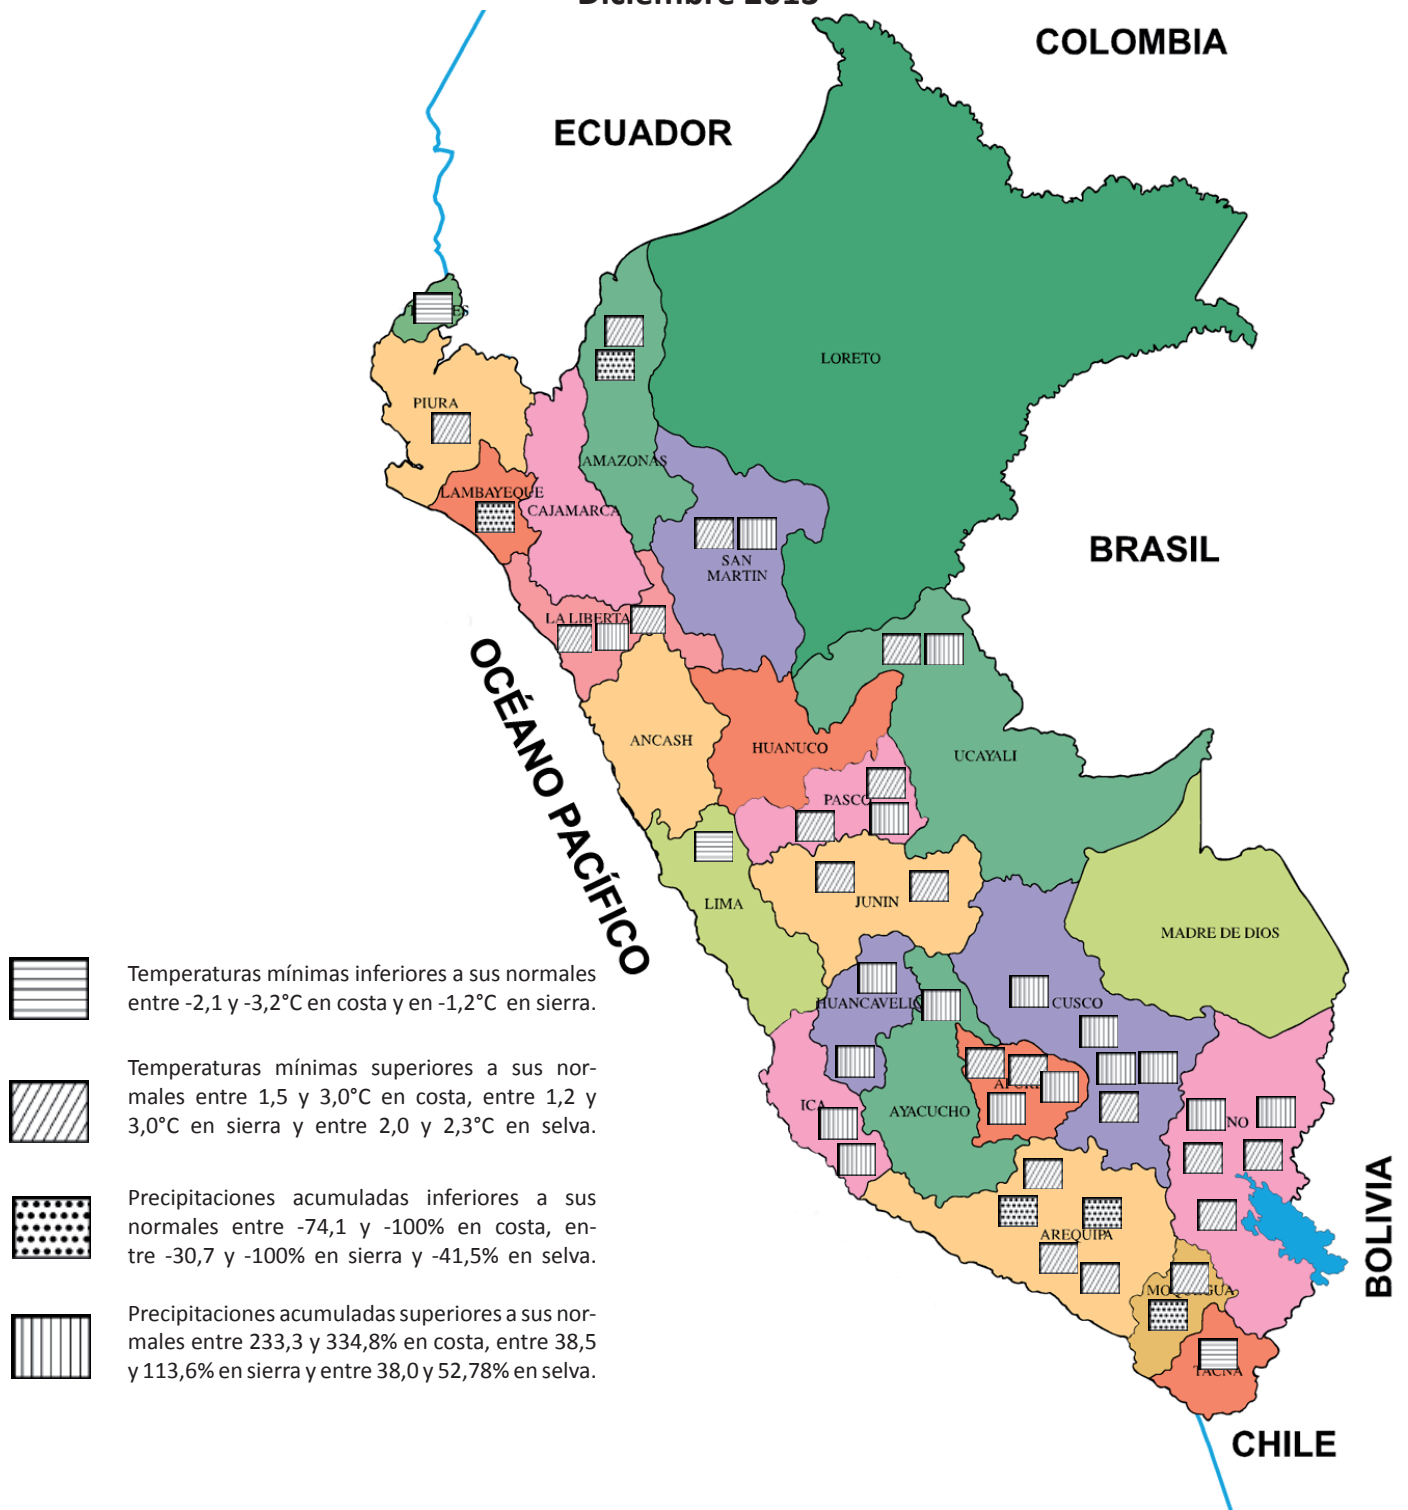 COLOMBIA
ECUADOR
LORETO
PIURA
AMAZONAS
LAMBAYEQUE
CAJAMARCA
BRASIL
SAN
MARTIN
LA LIBERTA
OCÉANO PACÍFICO
ANCASH
HUANUCO
UCAYALI
PASCO
JUNIN
LIMA
MADRE DE DIOS
Temperaturas mínimas inferiores a sus normales
entre -2,1 y -3,2°C en costa y en -1,2°C en sierra.
HUANCAVELI
CUSCO
Temperaturas mínimas superiores a sus nor-
males entre 1,5 y 3,0°C en costa, entre 1,2 y
3,0°C en sierra y entre 2,0 y 2,3°C en selva.
ICA
AYACUCHO
NO
Precipitaciones acumuladas inferiores a sus
normales entre -74,1 y -100% en costa, en-
tre -30,7 y -100% en sierra y -41,5% en selva.
AREQUIPA
BOLIVIA
MOQUEGUA
Precipitaciones acumuladas superiores a sus nor-
males entre 233,3 y 334,8% en costa, entre 38,5
y 113,6% en sierra y entre 38,0 y 52,78% en selva.
TACNA
CHILE